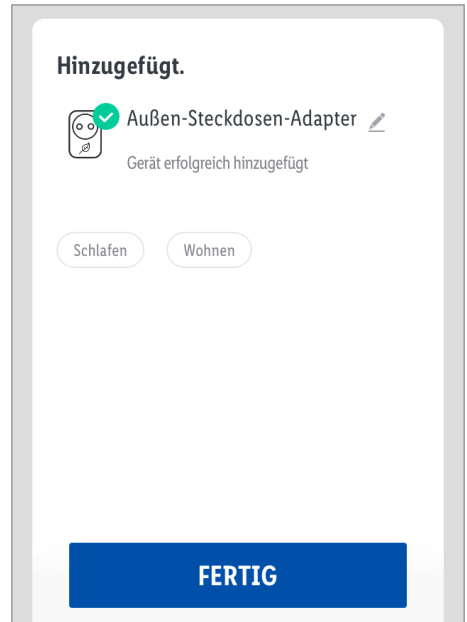 Hinzugefügt.
Außen-Steckdosen-Adapter
Gerät erfolgreich hinzugefügt
Schlafen Wohnen
FERTIG